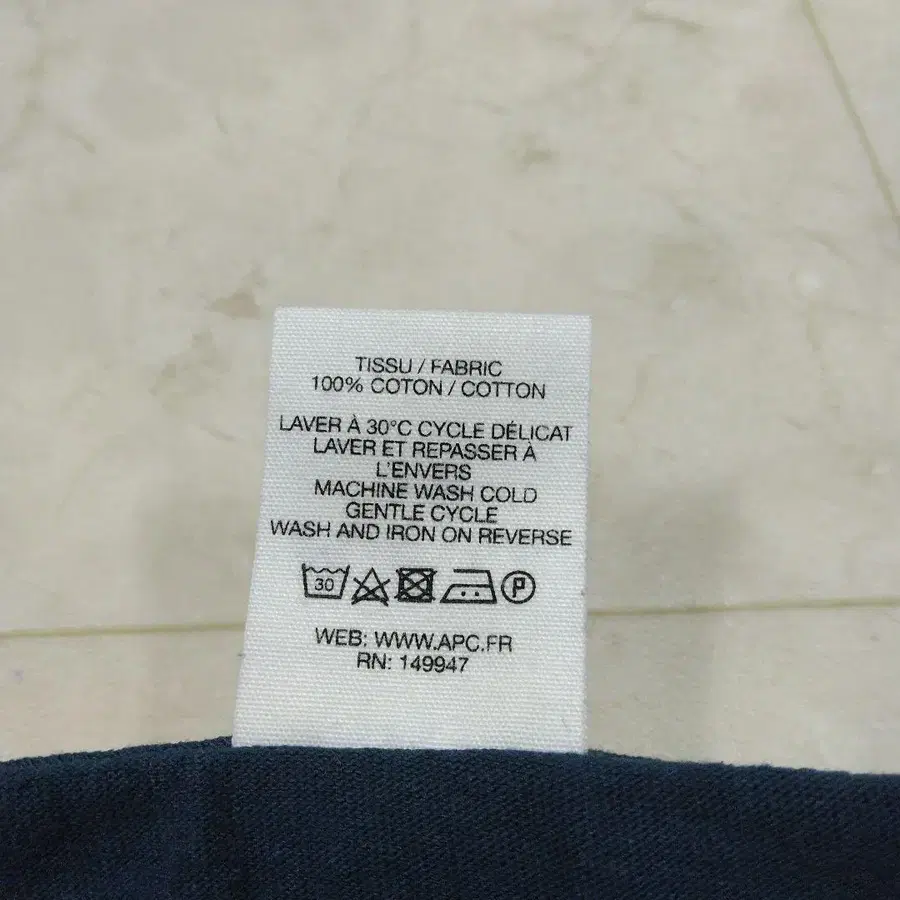 TISSU / FABRIC
100% COTON / COTTON
LAVER À 30°C CYCLE DÉLICAT
LAVER ET REPASSER À
L'ENVERS
MACHINE WASH COLD
GENTLE CYCLE
WASH AND IRON ON REVERSE
30 P
WEB: WWW.APC.FR
RN: 149947